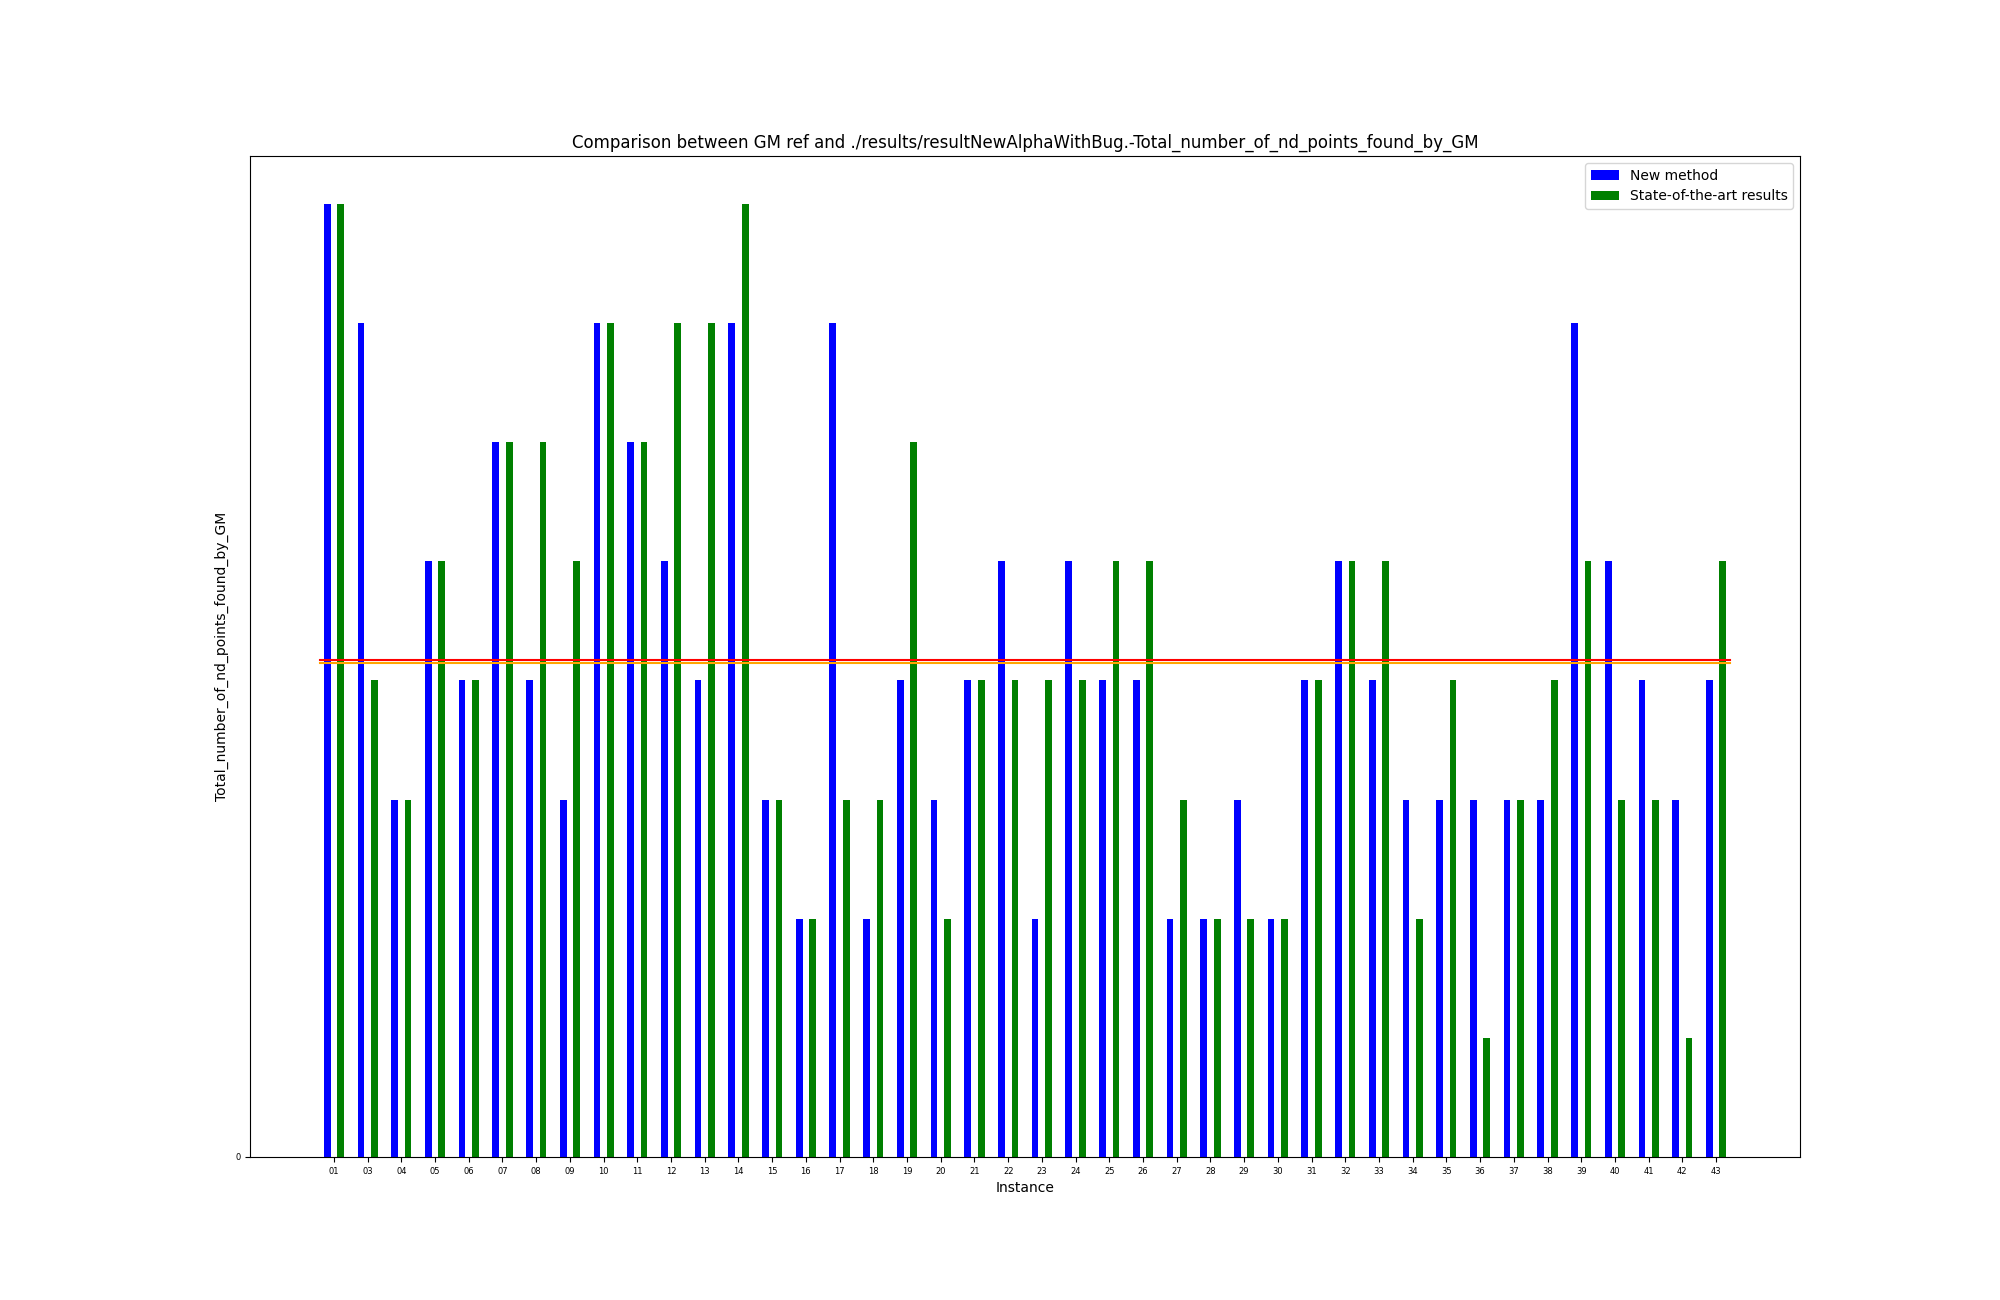 Comparison between GM ref and ./results/resultNewAlphaWithBug.-Total_number_of_nd_points_found_by_GM
New method
State-of-the-art results
Total_number_of_nd_points_found_by_GM
0
01 03 04 05 06 07 08 09 10 11 12 13 14 15 16 17 18 19 20 21 22 23 24 25 26 27 28 29 30 31 32 33 34 35 36 37 38 39 40 41 42 43
Instance